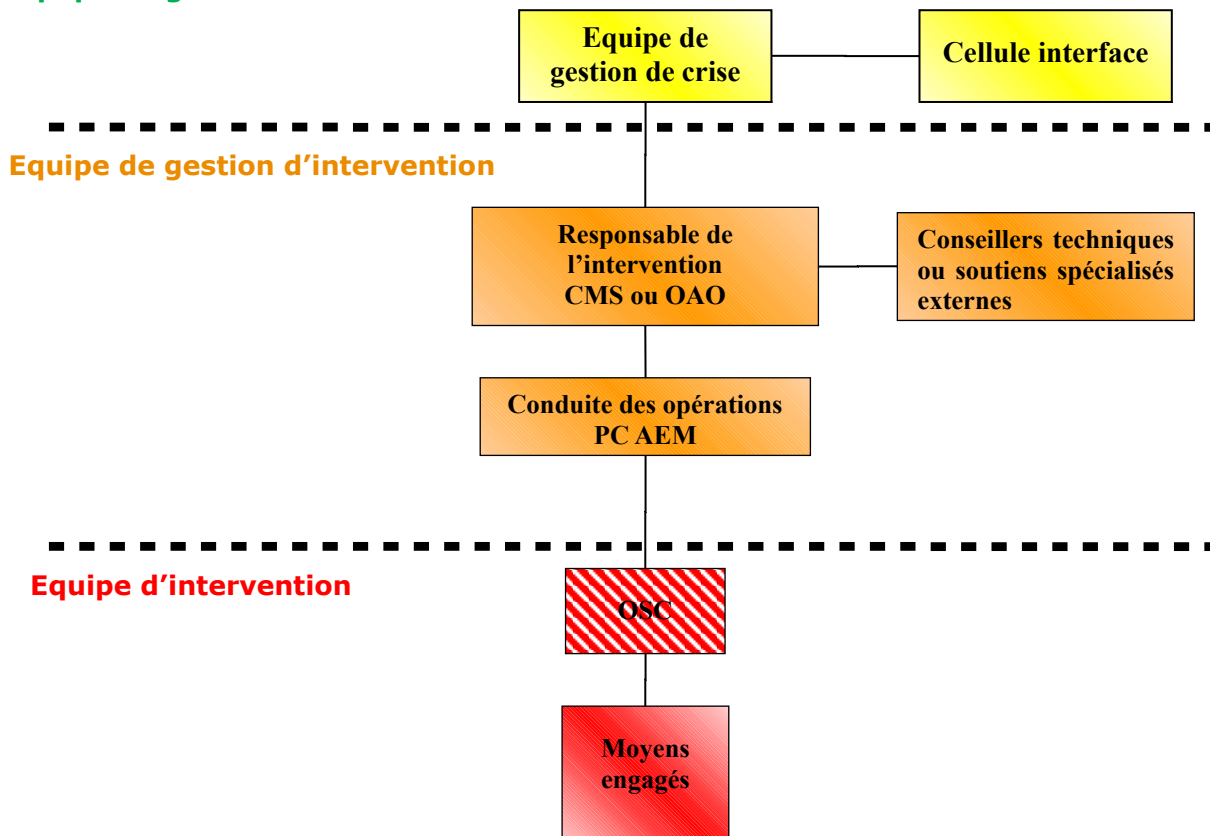 Equipe de
gestion de crise
Cellule interface
Equipe de gestion d’intervention
Responsable de
l’intervention
CMS ou OAO
Conseillers techniques
ou soutiens spécialisés
externes
Conduite des opérations
PC AEM
Equipe d’intervention
OSC
Moyens
engagés